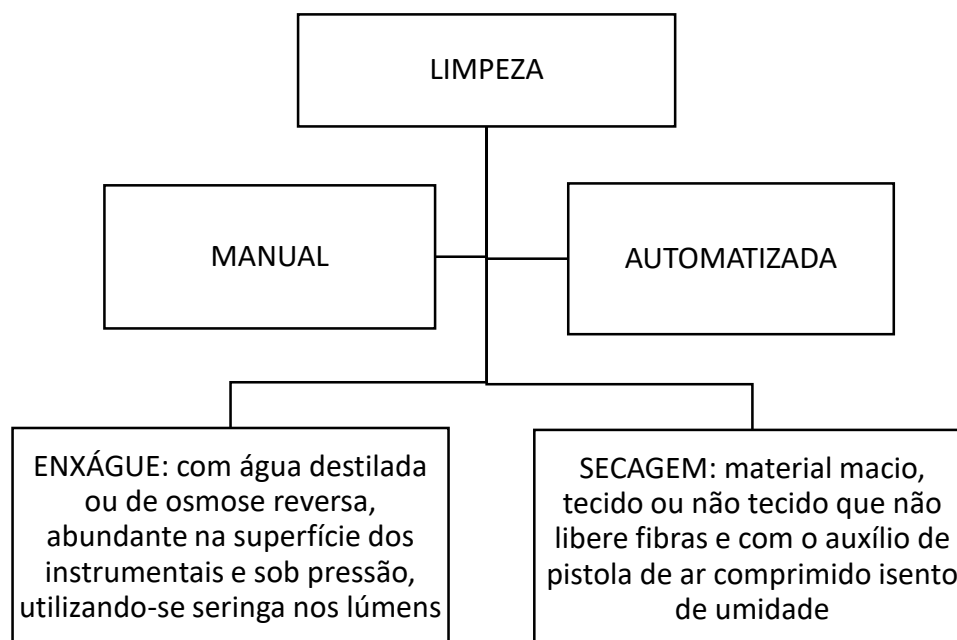 LIMPEZA
MANUAL
AUTOMATIZADA
ENXÁGUE: com água destilada
ou de osmose reversa,
abundante na superfície dos
instrumentais e sob pressão,
utilizando-se seringa nos lúmens
SECAGEM: material macio,
tecido ou não tecido que não
libere fibras e com o auxílio de
pistola de ar comprimido isento
de umidade